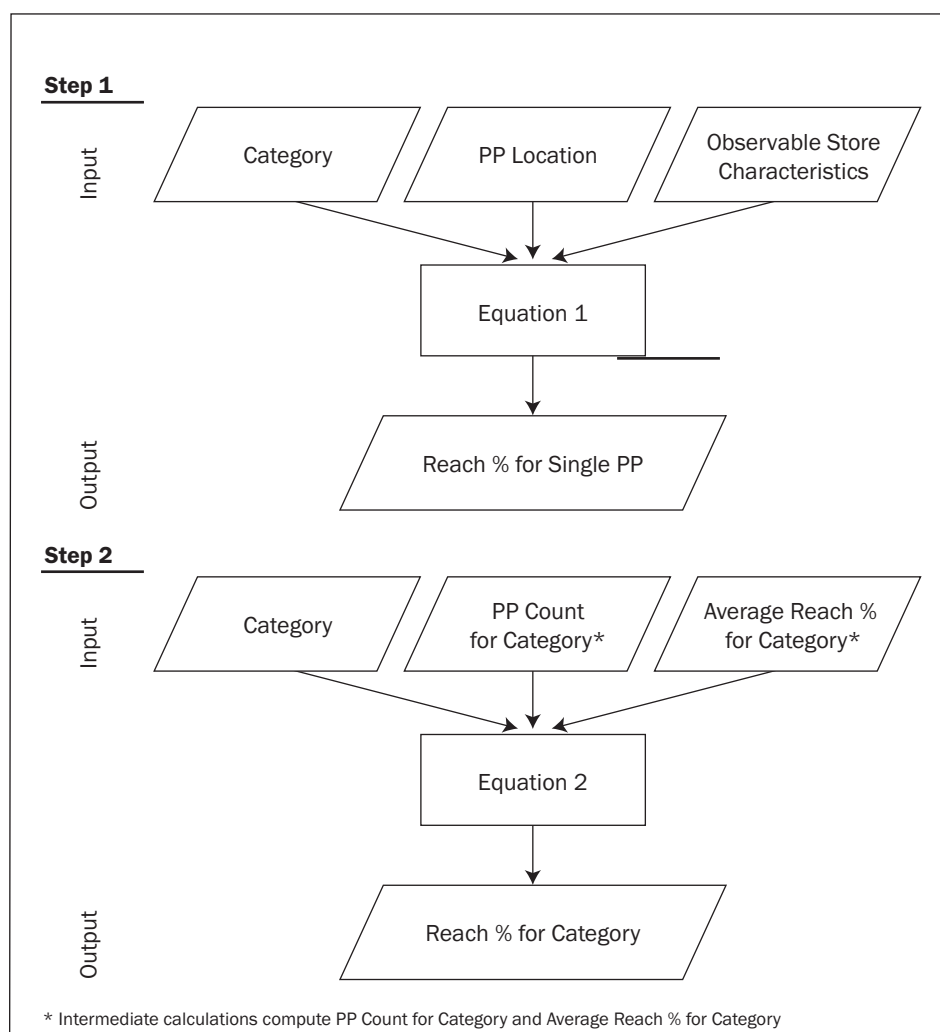 Step 1
Input
Category
PP Location
Observable Store
Characteristics
Equation 1
Output
Reach % for Single PP
Step 2
Input
Category
PP Count
for Category*
Average Reach %
for Category*
Equation 2
Output
Reach % for Category
* Intermediate calculations compute PP Count for Category and Average Reach % for Category